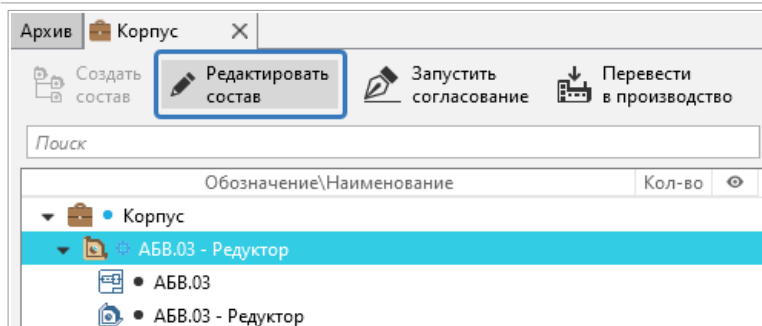 Архив Корпус
Создать состав
Редактировать состав
Запустить согласование
Перевести в производство
Поиск
Обозначение\Наименование Кол-во
Корпус
АБВ.03 - Редуктор
АБВ.03
АБВ.03 - Редуктор